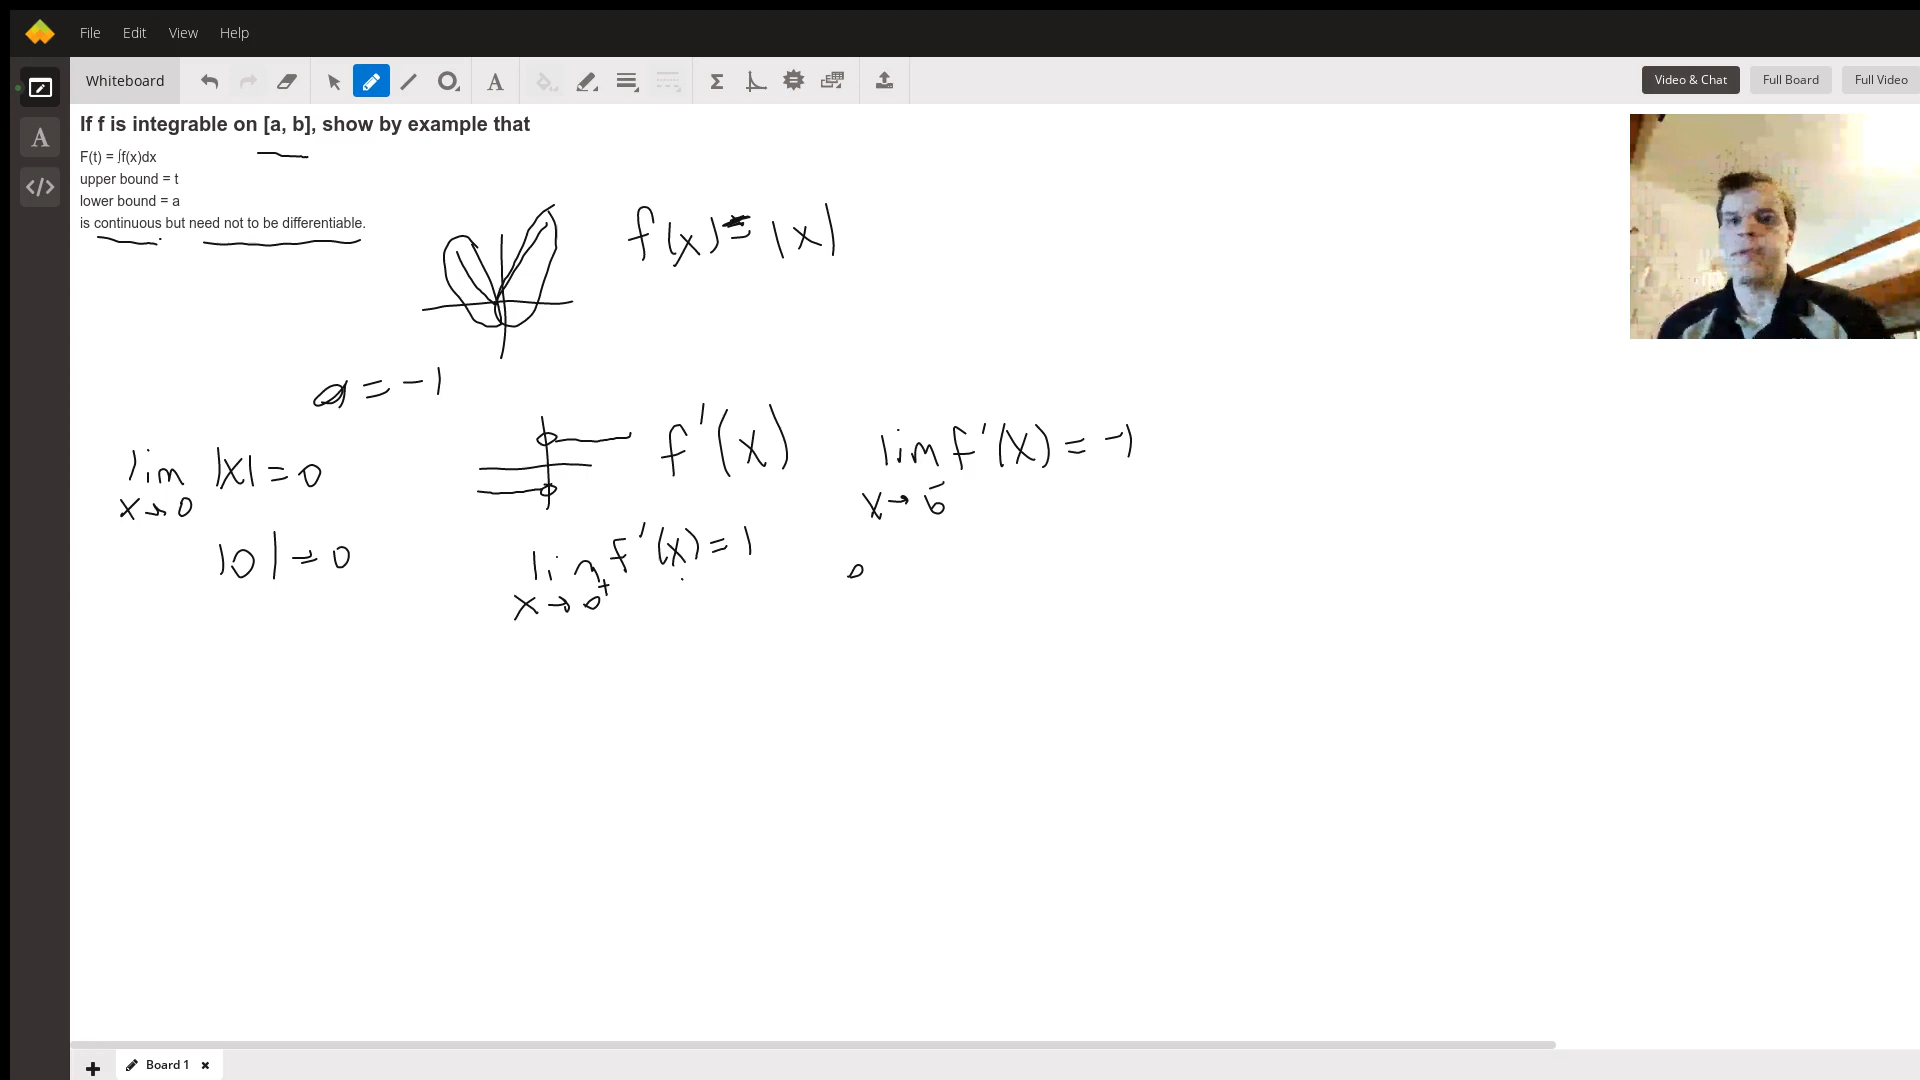 File Edit View Help
Whiteboard
A
Σ
Video & Chat
Full Board
Full Video
A
If f is integrable on [a, b], show by example that
F(t) = ∫f(x)dx
upper bound = t
lower bound = a
is continuous but need not to be differentiable.
f(x) = |x|
a = -1
f'(x)
lim f'(x) = -1
x → 0⁻
lim |x| = 0
x → 0
|0| = 0
lim f'(x) = 1
x → 0⁺
0
Board 1